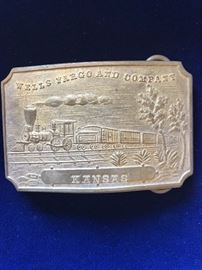 WELLS FARGO AND COMPANY
KANSAS